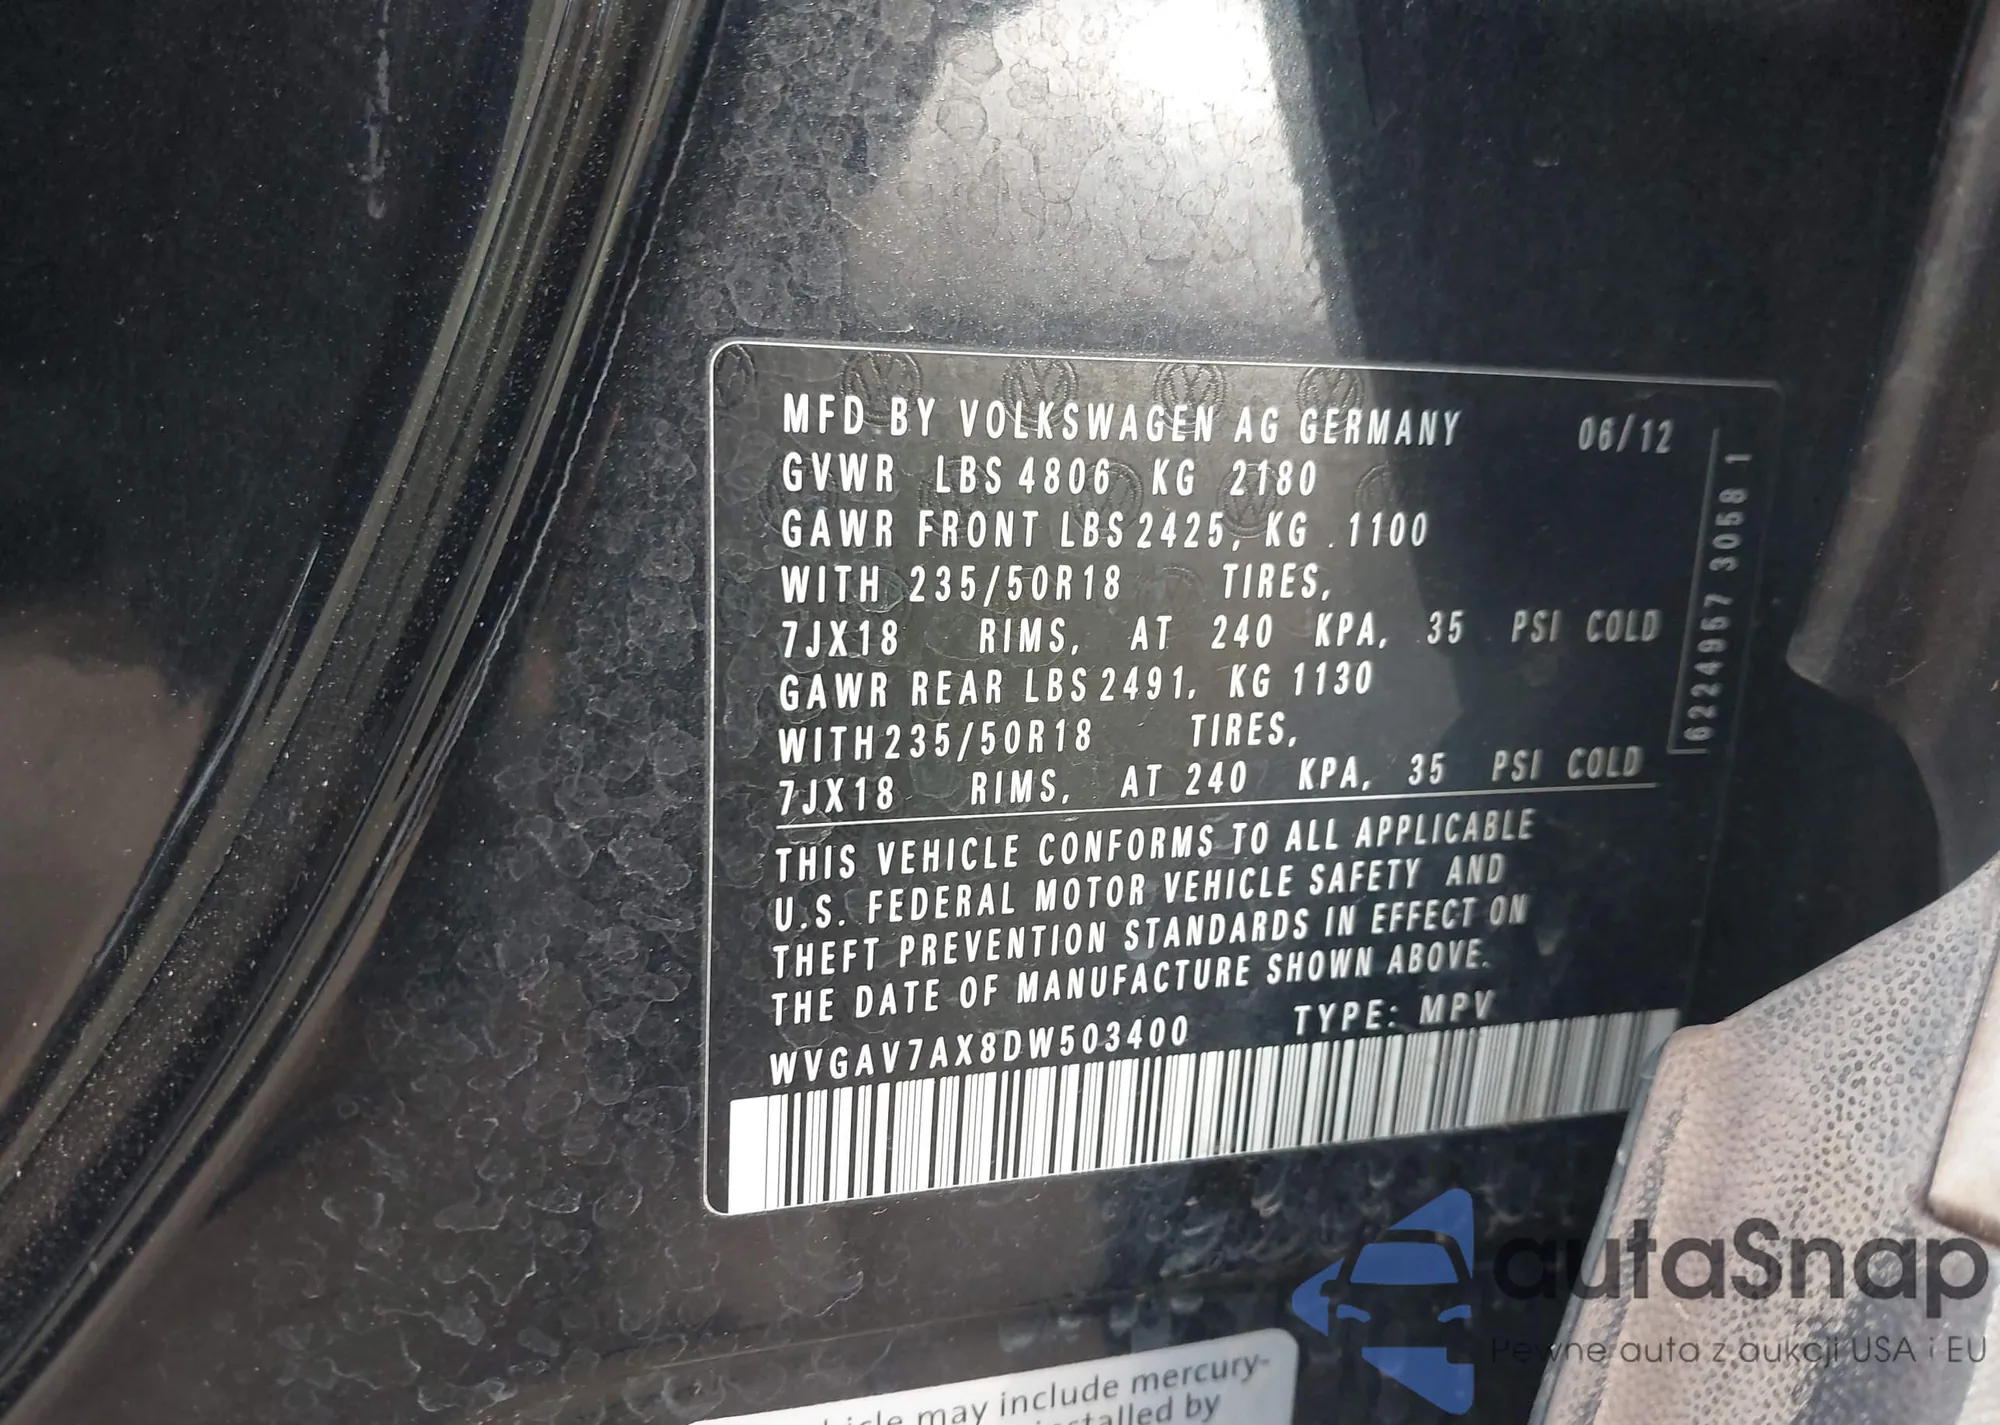 MFD BY VOLKSWAGEN AG GERMANY 06/12
GVWR LBS 4806 KG 2180
GAWR FRONT LBS 2425, KG . 1100
WITH 235/50R18 TIRES,
7JX18 RIMS, AT 240 KPA, 35 PSI COLD
GAWR REAR LBS 2491, KG 1130
WITH 235/50R18 TIRES,
7JX18 RIMS, AT 240 KPA, 35 PSI COLD
THIS VEHICLE CONFORMS TO ALL APPLICABLE
U.S. FEDERAL MOTOR VEHICLE SAFETY AND
THEFT PREVENTION STANDARDS IN EFFECT ON
THE DATE OF MANUFACTURE SHOWN ABOVE.
WVGAV7AX8DW503400 TYPE: MPV
6224957 3058 1
may include mercury-
by
autaSnap
Pewne auta z aukcji USA i EU